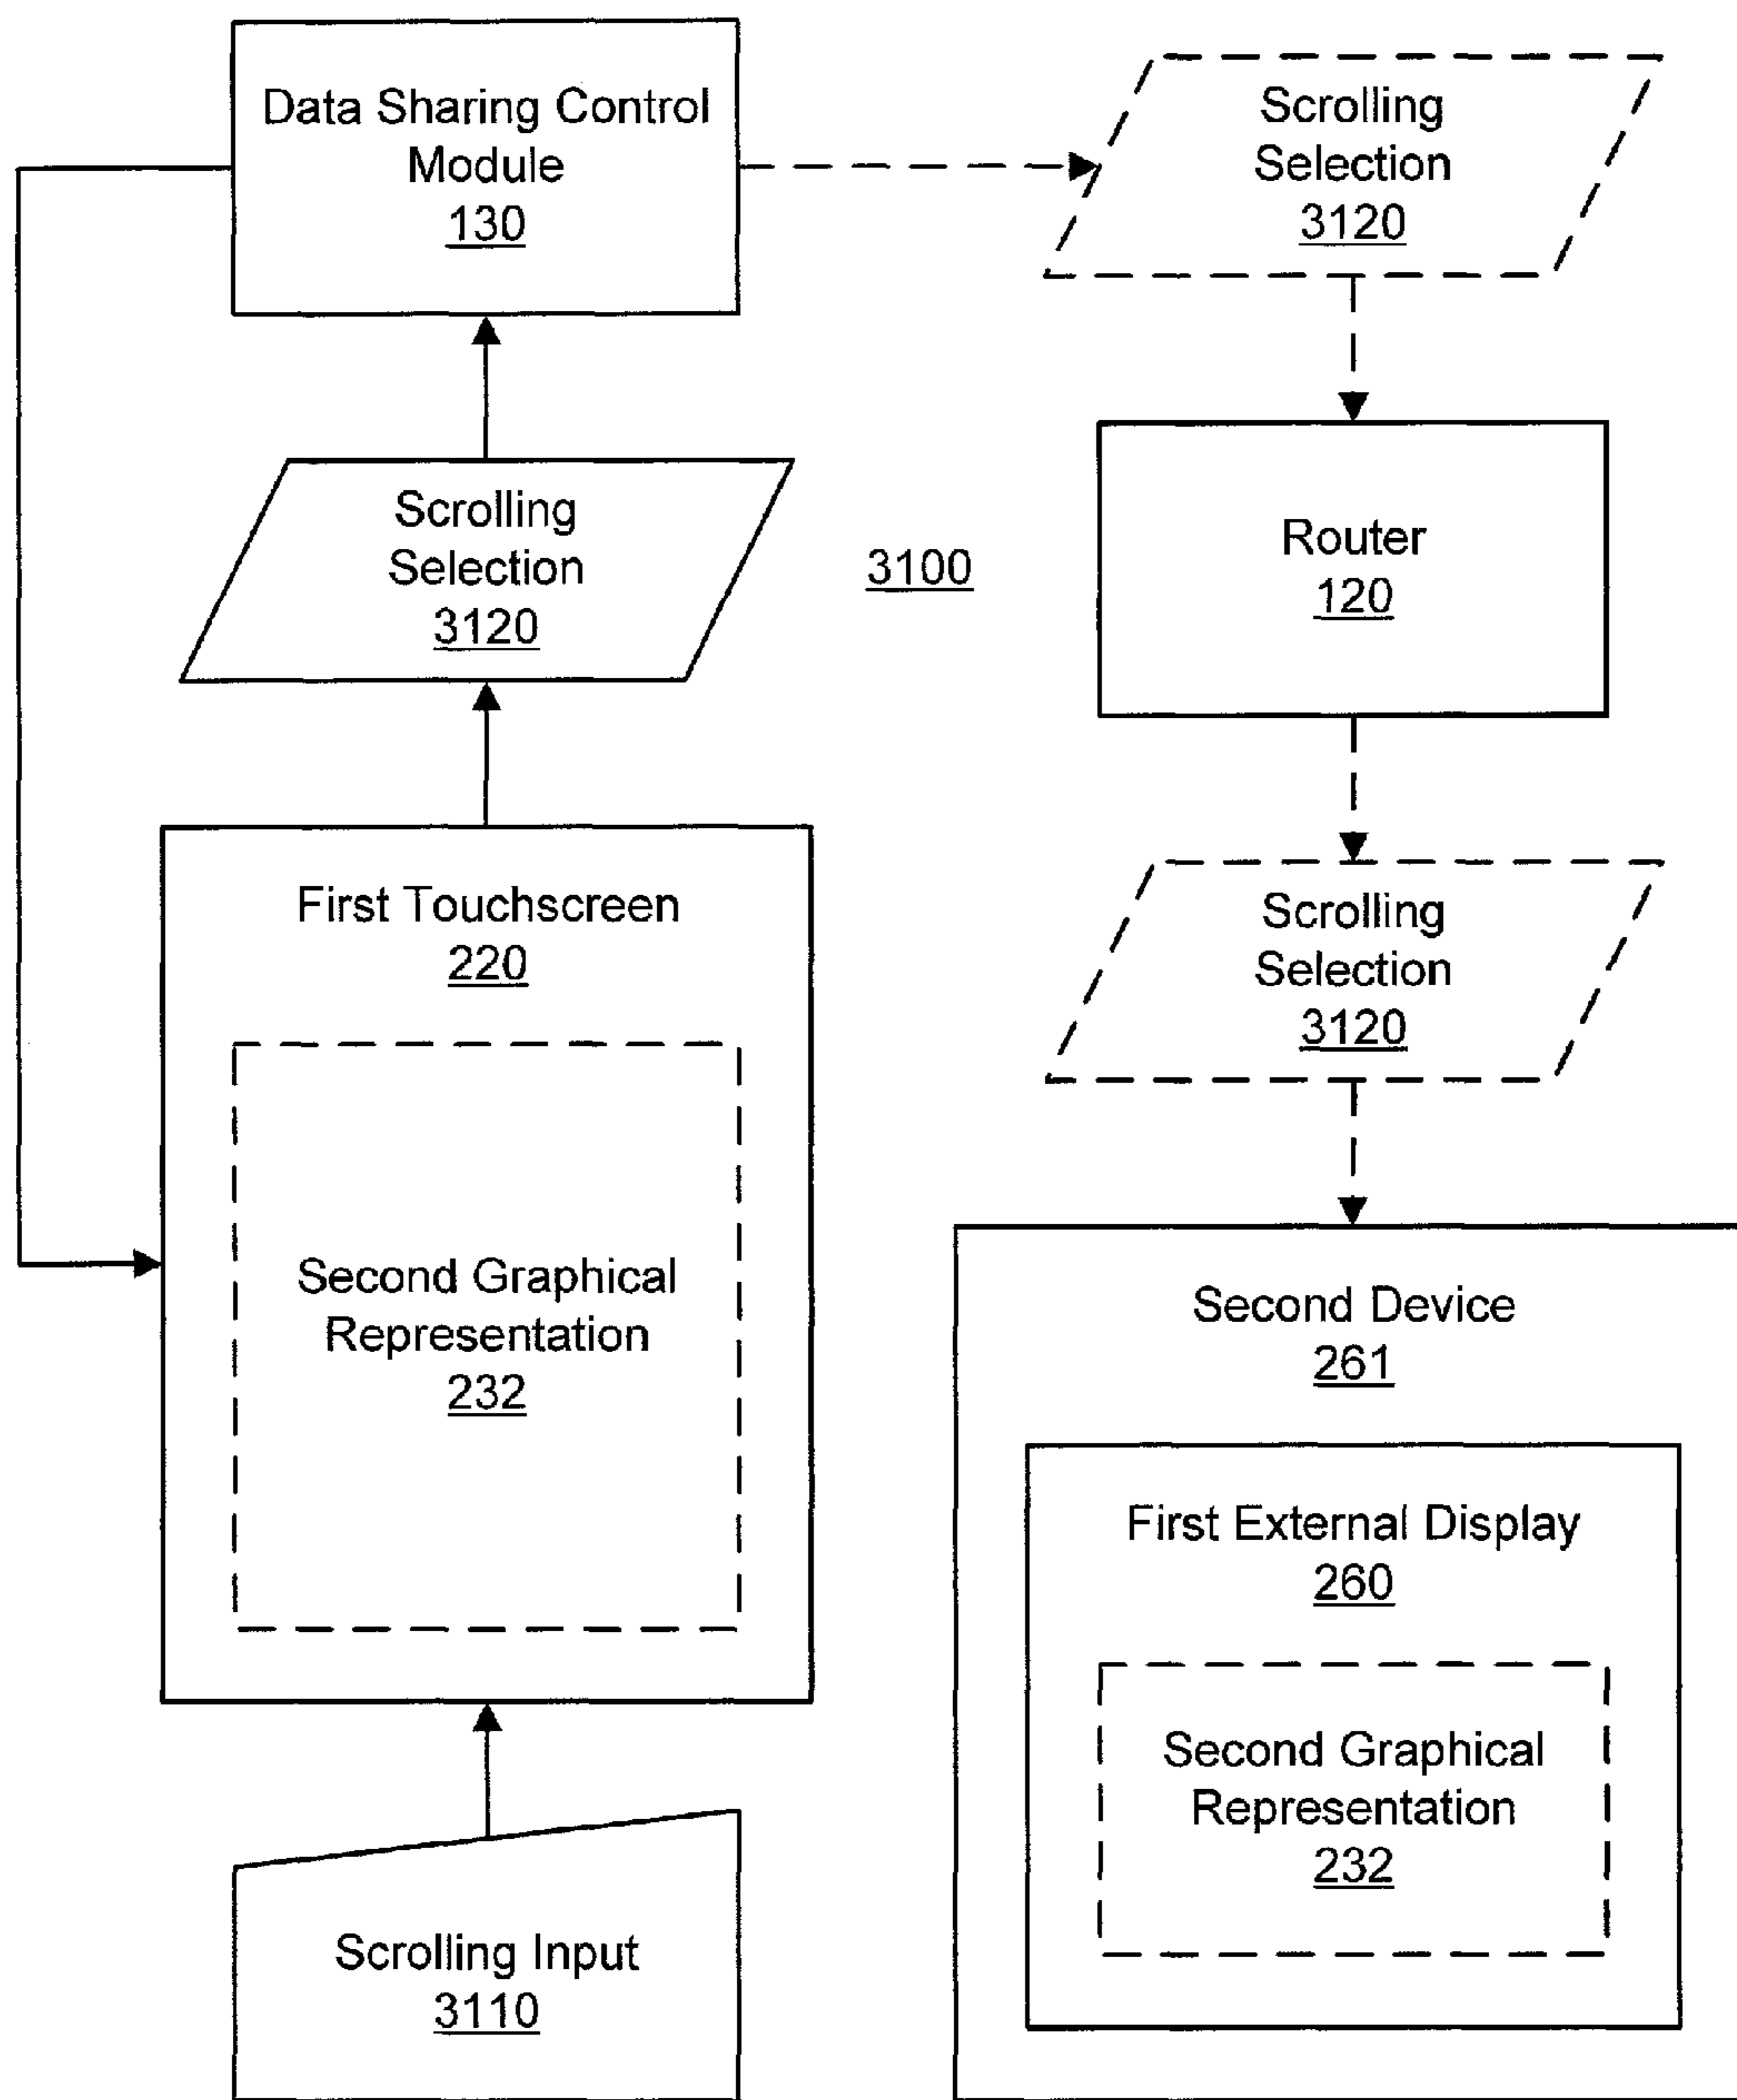 Data Sharing Control
Module
130
Scrolling
Selection
3120
Scrolling
Selection
3120
3100
Router
120
First Touchscreen
220
Scrolling
Selection
3120
Second Graphical
Representation
232
Second Device
261
First External Display
260
Second Graphical
Representation
232
Scrolling Input
3110